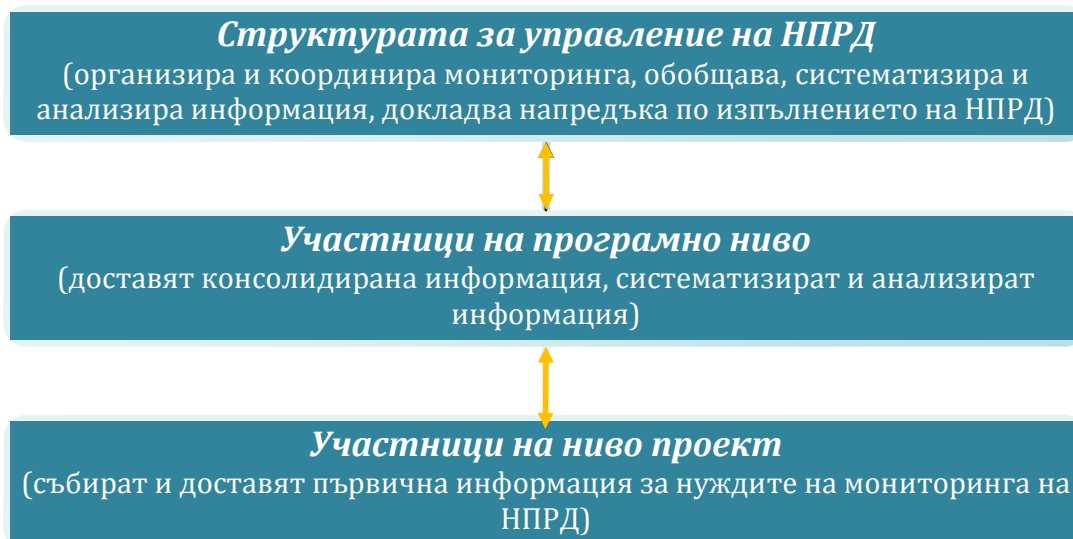 Структурата за управление на НПРД
(организира и координира мониторинга, обобщава, систематизира и
анализира информация, докладва напредъка по изпълнението на НПРД)
Участници на програмно ниво
(доставят консолидирана информация, систематизират и анализират
информация)
Участници на ниво проект
(събират и доставят първична информация за нуждите на мониторинга на
НПРД)